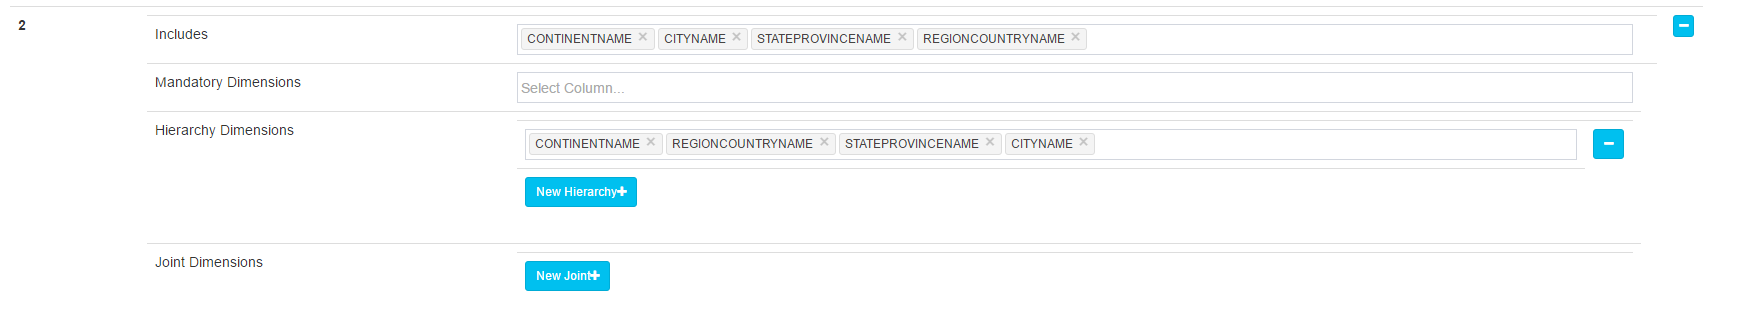 2
Includes
CONTINENTNAME × CITYNAME × STATEPROVINCENAME × REGIONCOUNTRYNAME ×
Mandatory Dimensions
Select Column...
Hierarchy Dimensions
CONTINENTNAME × REGIONCOUNTRYNAME × STATEPROVINCENAME × CITYNAME ×
New Hierarchy+
Joint Dimensions
New Joint+